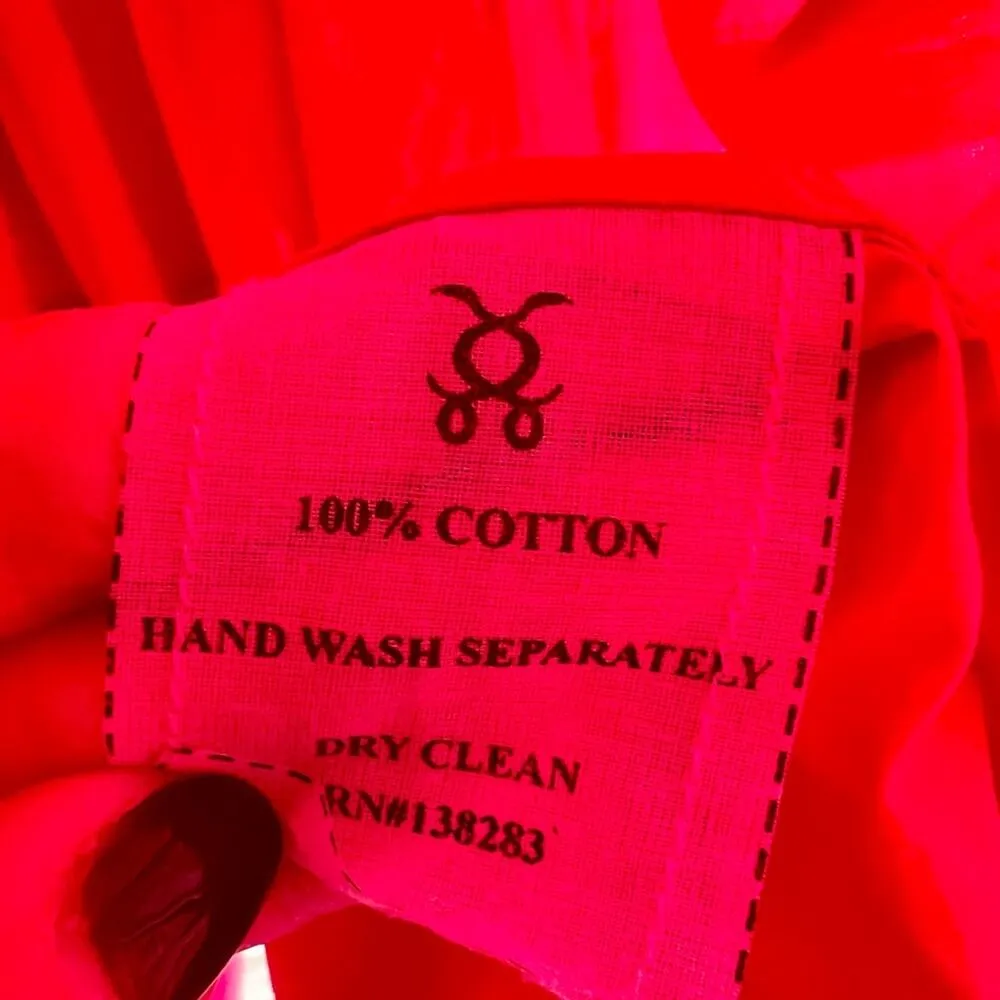 100% COTTON
HAND WASH SEPARATELY
DRY CLEAN
RN#138283